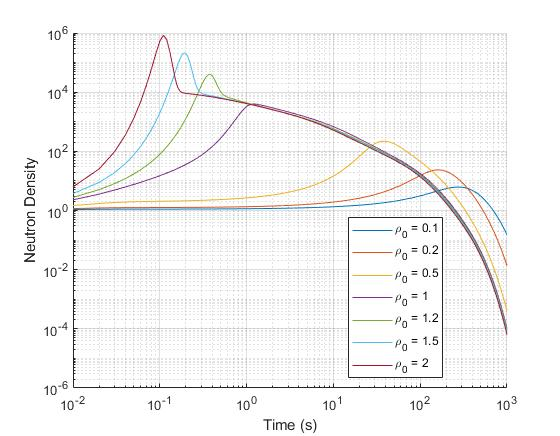 10^6
10^4
10^2
10^0
10^-2
10^-4
10^-6
Neutron Density
ρ_0 = 0.1
ρ_0 = 0.2
ρ_0 = 0.5
ρ_0 = 1
ρ_0 = 1.2
ρ_0 = 1.5
ρ_0 = 2
10^-2 10^-1 10^0 10^1 10^2 10^3
Time (s)